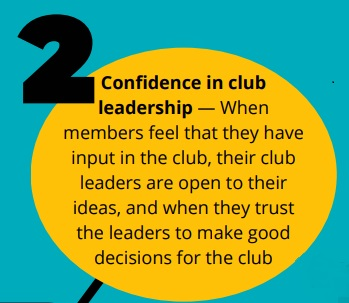 2
Confidence in club
leadership — When
members feel that they have
input in the club, their club
leaders are open to their
ideas, and when they trust
the leaders to make good
decisions for the club